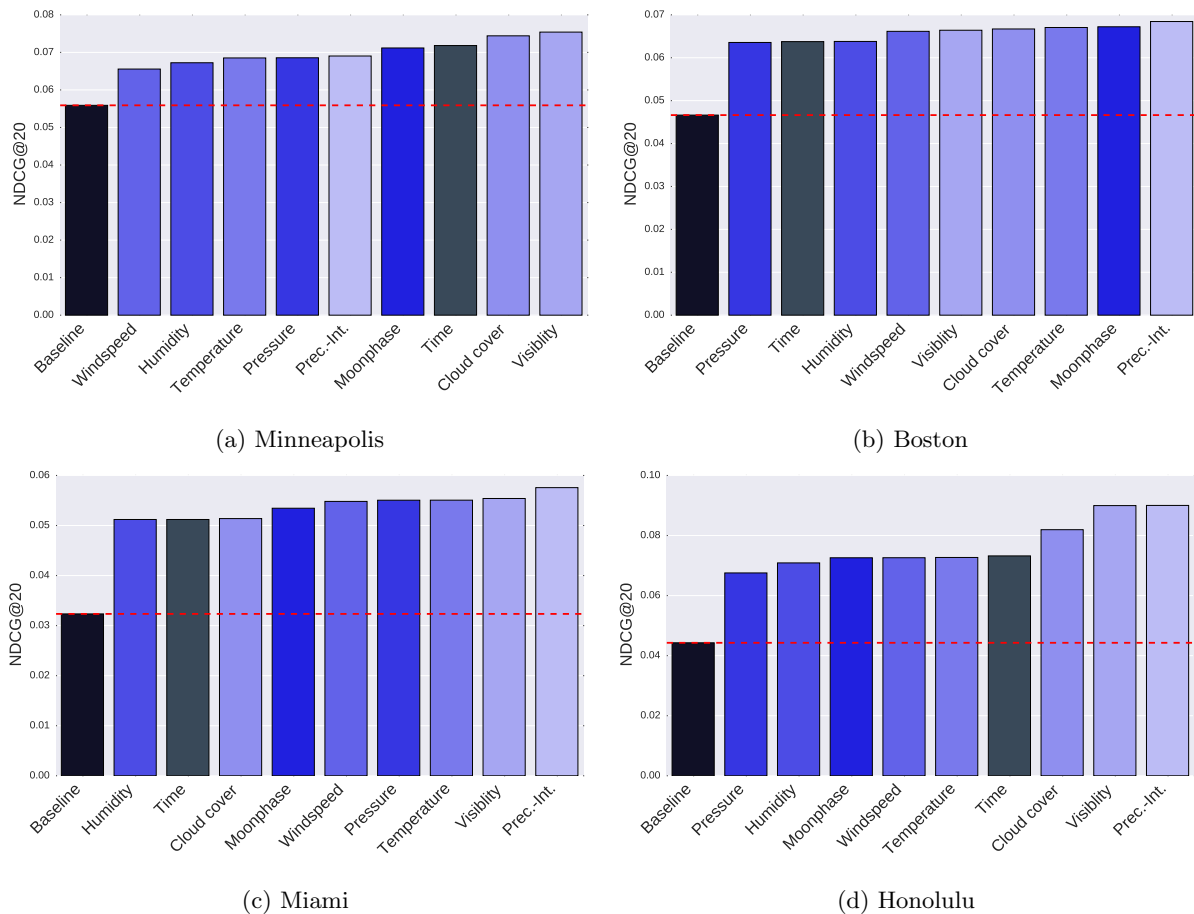 0.08
0.07
0.06
0.05
0.04
0.03
0.02
0.01
0.00
NDCG@20
Baseline
Windspeed
Humidity
Temperature
Pressure
Prec.-Int.
Moonphase
Time
Cloud cover
Visiblity
(a) Minneapolis
0.07
0.06
0.05
0.04
0.03
0.02
0.01
0.00
NDCG@20
Baseline
Pressure
Time
Humidity
Windspeed
Visiblity
Cloud cover
Temperature
Moonphase
Prec.-Int.
(b) Boston
0.06
0.05
0.04
0.03
0.02
0.01
0.00
NDCG@20
Baseline
Humidity
Time
Cloud cover
Moonphase
Windspeed
Pressure
Temperature
Visiblity
Prec.-Int.
(c) Miami
0.10
0.08
0.06
0.04
0.02
0.00
NDCG@20
Baseline
Pressure
Humidity
Moonphase
Windspeed
Temperature
Time
Cloud cover
Visiblity
Prec.-Int.
(d) Honolulu